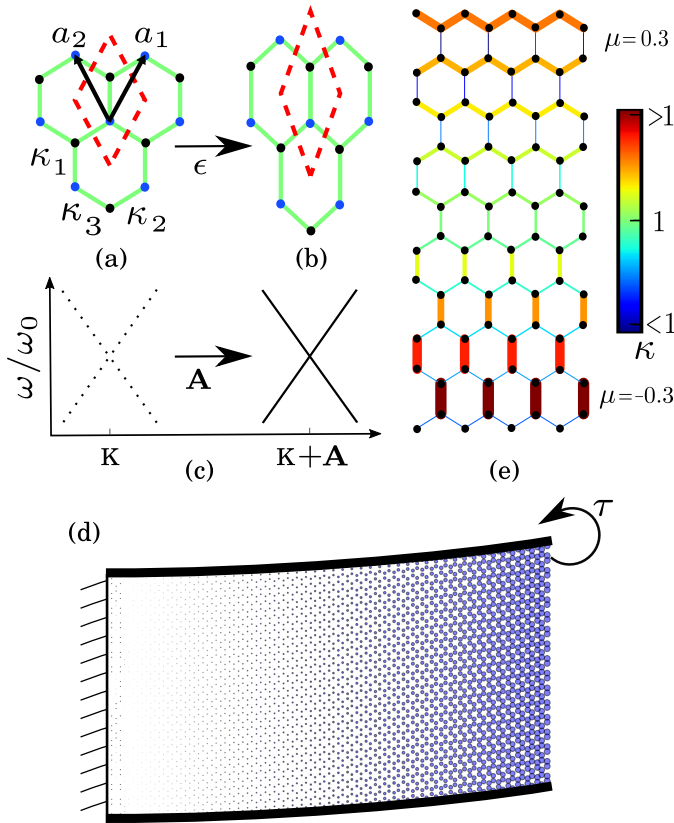 a₂ a₁
κ₁
κ₃ κ₂
ϵ
(a) (b)
ω/ω₀
A
K K+A
(c)
μ=0.3
>1
1
<1
κ
μ=-0.3
(e)
(d)
τ